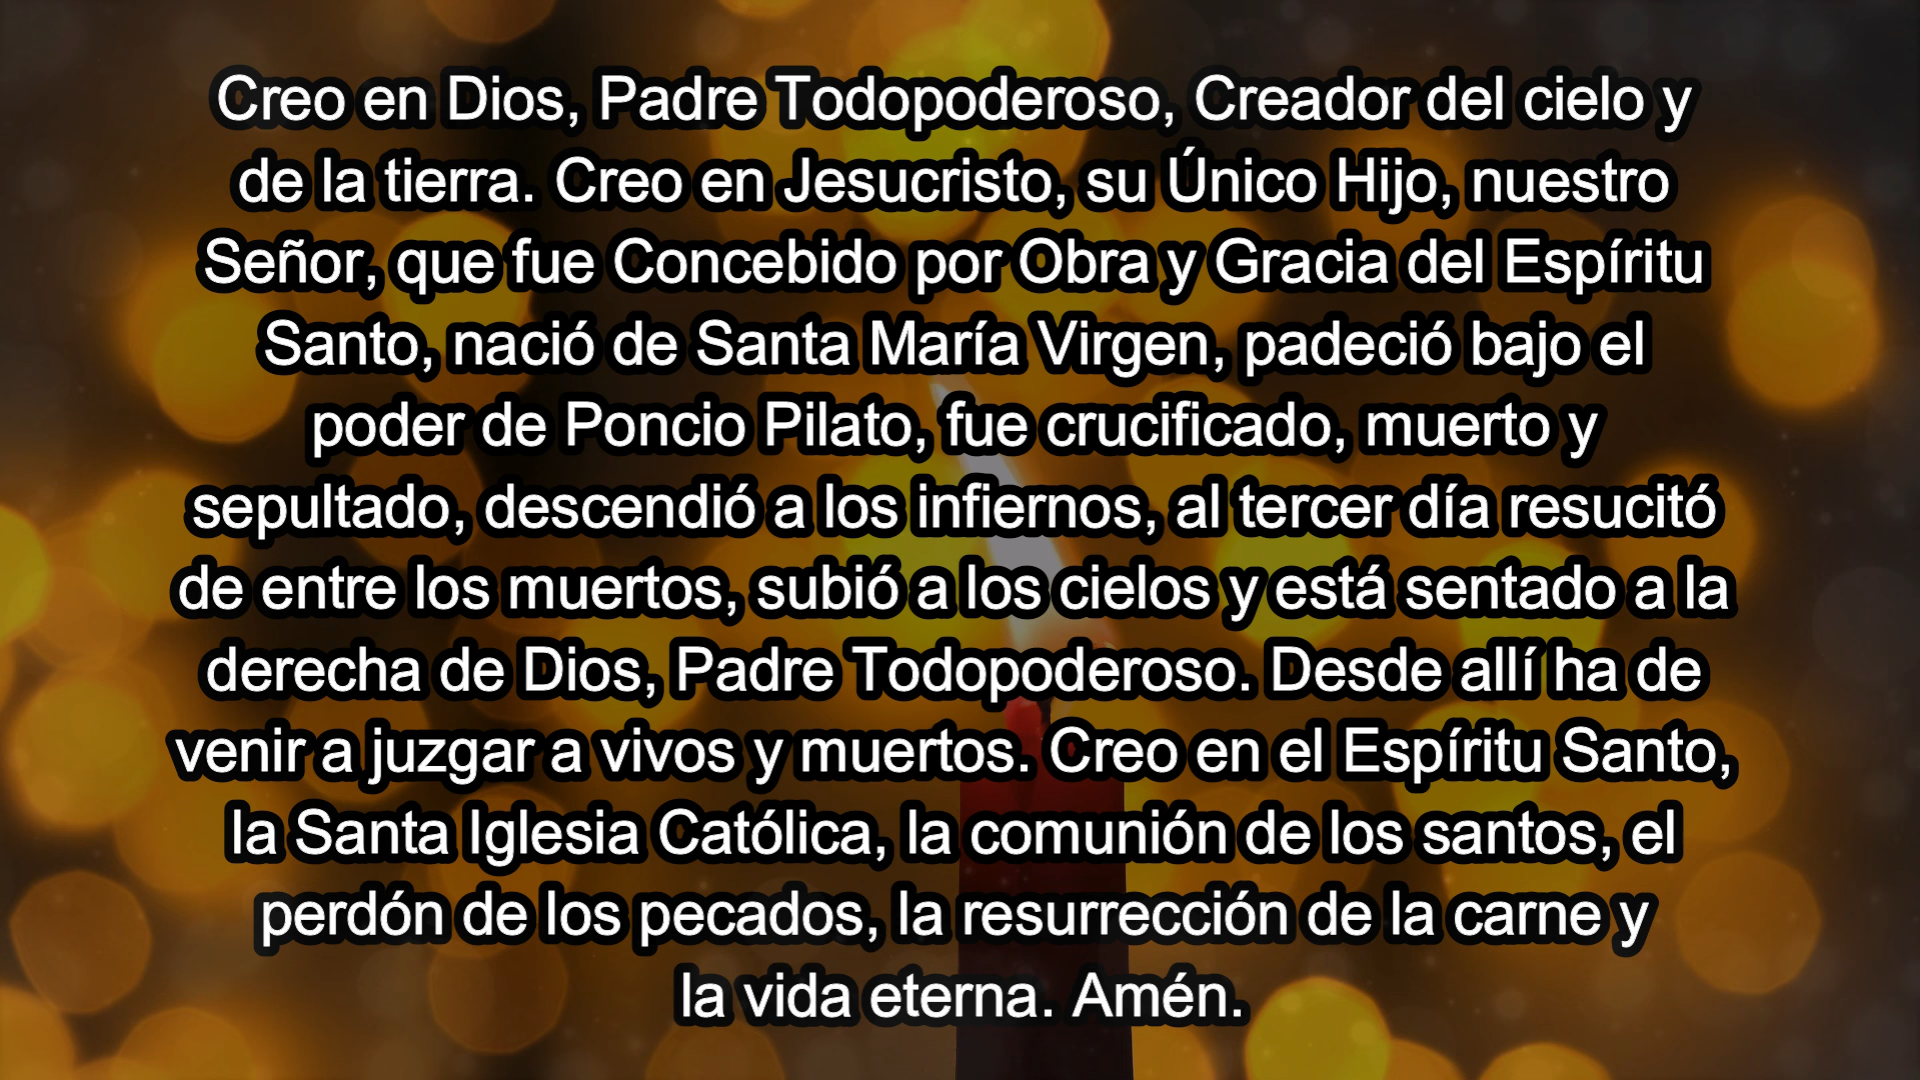 Creo en Dios, Padre Todopoderoso, Creador del cielo y
de la tierra. Creo en Jesucristo, su Único Hijo, nuestro
Señor, que fue Concebido por Obra y Gracia del Espíritu
Santo, nació de Santa María Virgen, padeció bajo el
poder de Poncio Pilato, fue crucificado, muerto y
sepultado, descendió a los infiernos, al tercer día resucitó
de entre los muertos, subió a los cielos y está sentado a la
derecha de Dios, Padre Todopoderoso. Desde allí ha de
venir a juzgar a vivos y muertos. Creo en el Espíritu Santo,
la Santa Iglesia Católica, la comunión de los santos, el
perdón de los pecados, la resurrección de la carne y
la vida eterna. Amén.